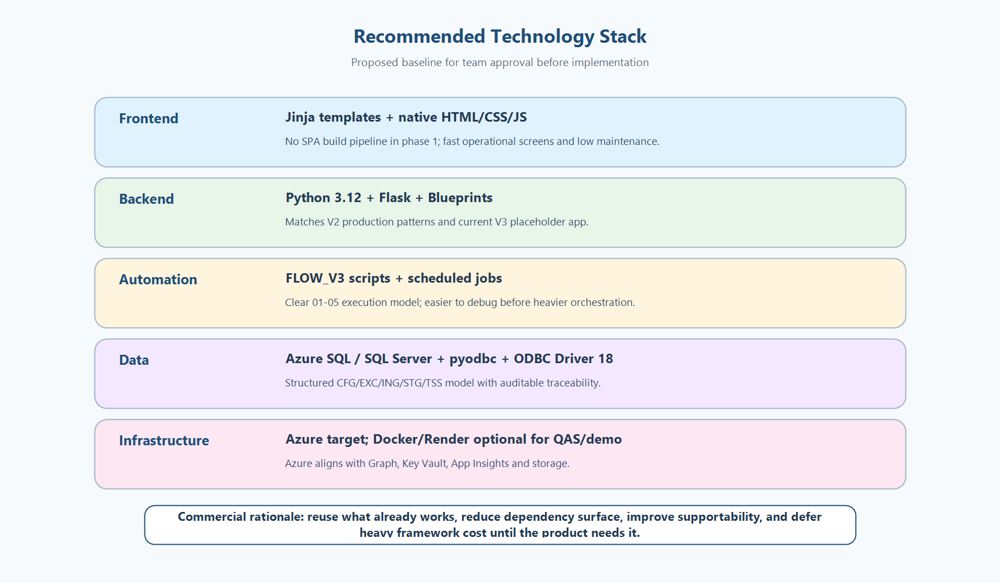 Recommended Technology Stack
Proposed baseline for team approval before implementation
Frontend
Jinja templates + native HTML/CSS/JS
No SPA build pipeline in phase 1; fast operational screens and low maintenance.
Backend
Python 3.12 + Flask + Blueprints
Matches V2 production patterns and current V3 placeholder app.
Automation
FLOW_V3 scripts + scheduled jobs
Clear 01-05 execution model; easier to debug before heavier orchestration.
Data
Azure SQL / SQL Server + pyodbc + ODBC Driver 18
Structured CFG/EXC/ING/STG/TSS model with auditable traceability.
Infrastructure
Azure target; Docker/Render optional for QAS/demo
Azure aligns with Graph, Key Vault, App Insights and storage.
Commercial rationale: reuse what already works, reduce dependency surface, improve supportability, and defer
heavy framework cost until the product needs it.